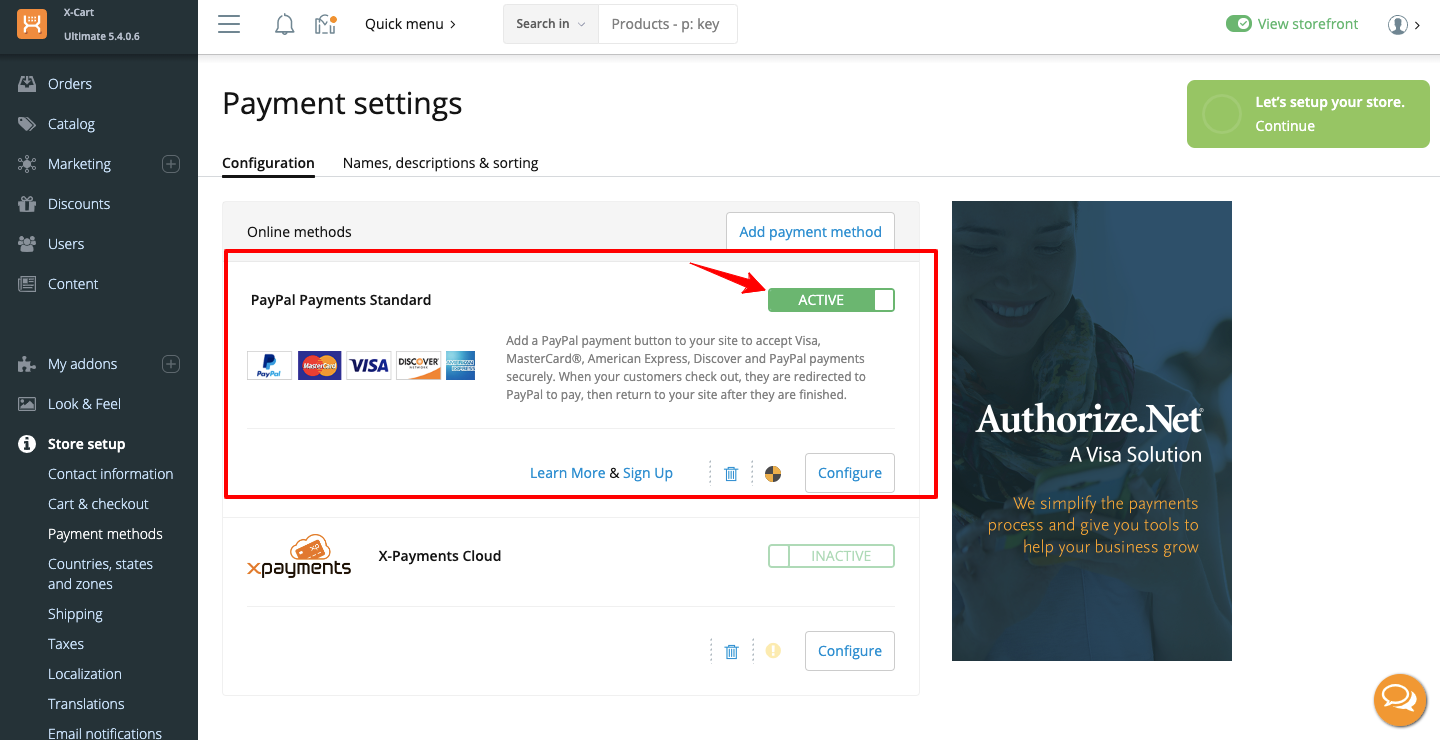 X-Cart
Ultimate 5.4.0.6
Quick menu
Search in
Products - p: key
View storefront
Orders
Catalog
Marketing
Discounts
Users
Content
My addons
Look & Feel
Store setup
Contact information
Cart & checkout
Payment methods
Countries, states
and zones
Shipping
Taxes
Localization
Translations
Email notifications
Payment settings
Let's setup your store.
Continue
Configuration
Names, descriptions & sorting
Online methods
Add payment method
PayPal Payments Standard
ACTIVE
PayPal
MasterCard
VISA
DISCOVER
NETWORK
AMERICAN
EXPRESS
Add a PayPal payment button to your site to accept Visa,
MasterCard®, American Express, Discover and PayPal payments
securely. When your customers check out, they are redirected to
PayPal to pay, then return to your site after they are finished.
Learn More & Sign Up
Configure
XP
xpayments
X-Payments Cloud
INACTIVE
Configure
Authorize.Net®
A Visa Solution
We simplify the payments
process and give you tools to
help your business grow